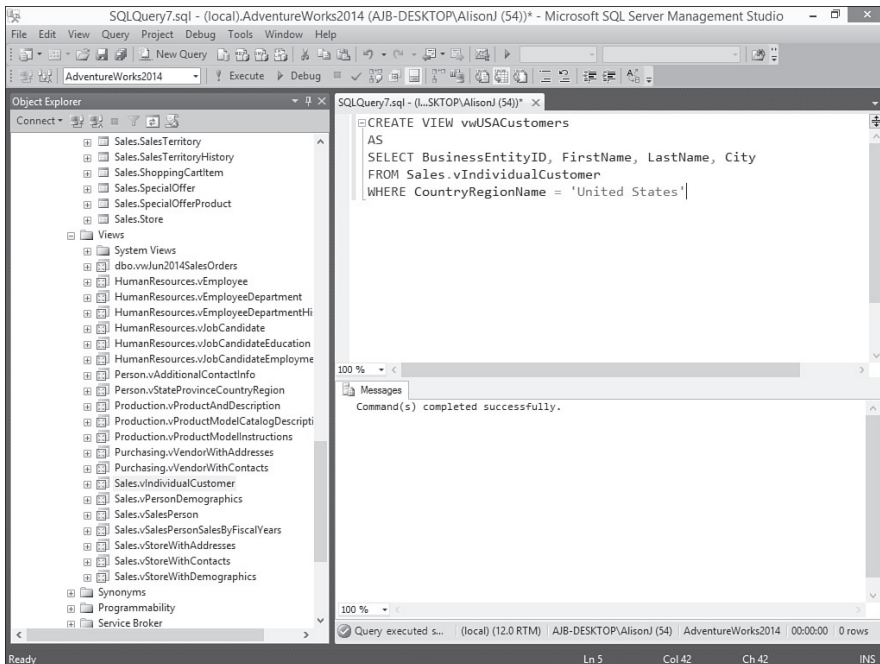 SQLQuery7.sql - (local).AdventureWorks2014 (AJB-DESKTOP\AlisonJ (54))* - Microsoft SQL Server Management Studio
File Edit View Query Project Debug Tools Window Help
New Query
AdventureWorks2014
Execute Debug
Object Explorer
Connect
Sales.SalesTerritory
Sales.SalesTerritoryHistory
Sales.ShoppingCartItem
Sales.SpecialOffer
Sales.SpecialOfferProduct
Sales.Store
Views
System Views
dbo.vwJun2014SalesOrders
HumanResources.vEmployee
HumanResources.vEmployeeDepartment
HumanResources.vEmployeeDepartmentHi
HumanResources.vJobCandidate
HumanResources.vJobCandidateEducation
HumanResources.vJobCandidateEmployme
Person.vAdditionalContactInfo
Person.vStateProvinceCountryRegion
Production.vProductAndDescription
Production.vProductModelCatalogDescripti
Production.vProductModelInstructions
Purchasing.vVendorWithAddresses
Purchasing.vVendorWithContacts
Sales.vIndividualCustomer
Sales.vPersonDemographics
Sales.vSalesPerson
Sales.vSalesPersonSalesByFiscalYears
Sales.vStoreWithAddresses
Sales.vStoreWithContacts
Sales.vStoreWithDemographics
Synonyms
Programmability
Service Broker
SQLQuery7.sql - (l...SKTOP\AlisonJ (54))*
CREATE VIEW vwUSACustomers
AS
SELECT BusinessEntityID, FirstName, LastName, City
FROM Sales.vIndividualCustomer
WHERE CountryRegionName = 'United States'
100 %
Messages
Command(s) completed successfully.
100 %
Query executed s... (local) (12.0 RTM) AJB-DESKTOP\AlisonJ (54) AdventureWorks2014 00:00:00 0 rows
Ready Ln 5 Col 42 Ch 42 INS